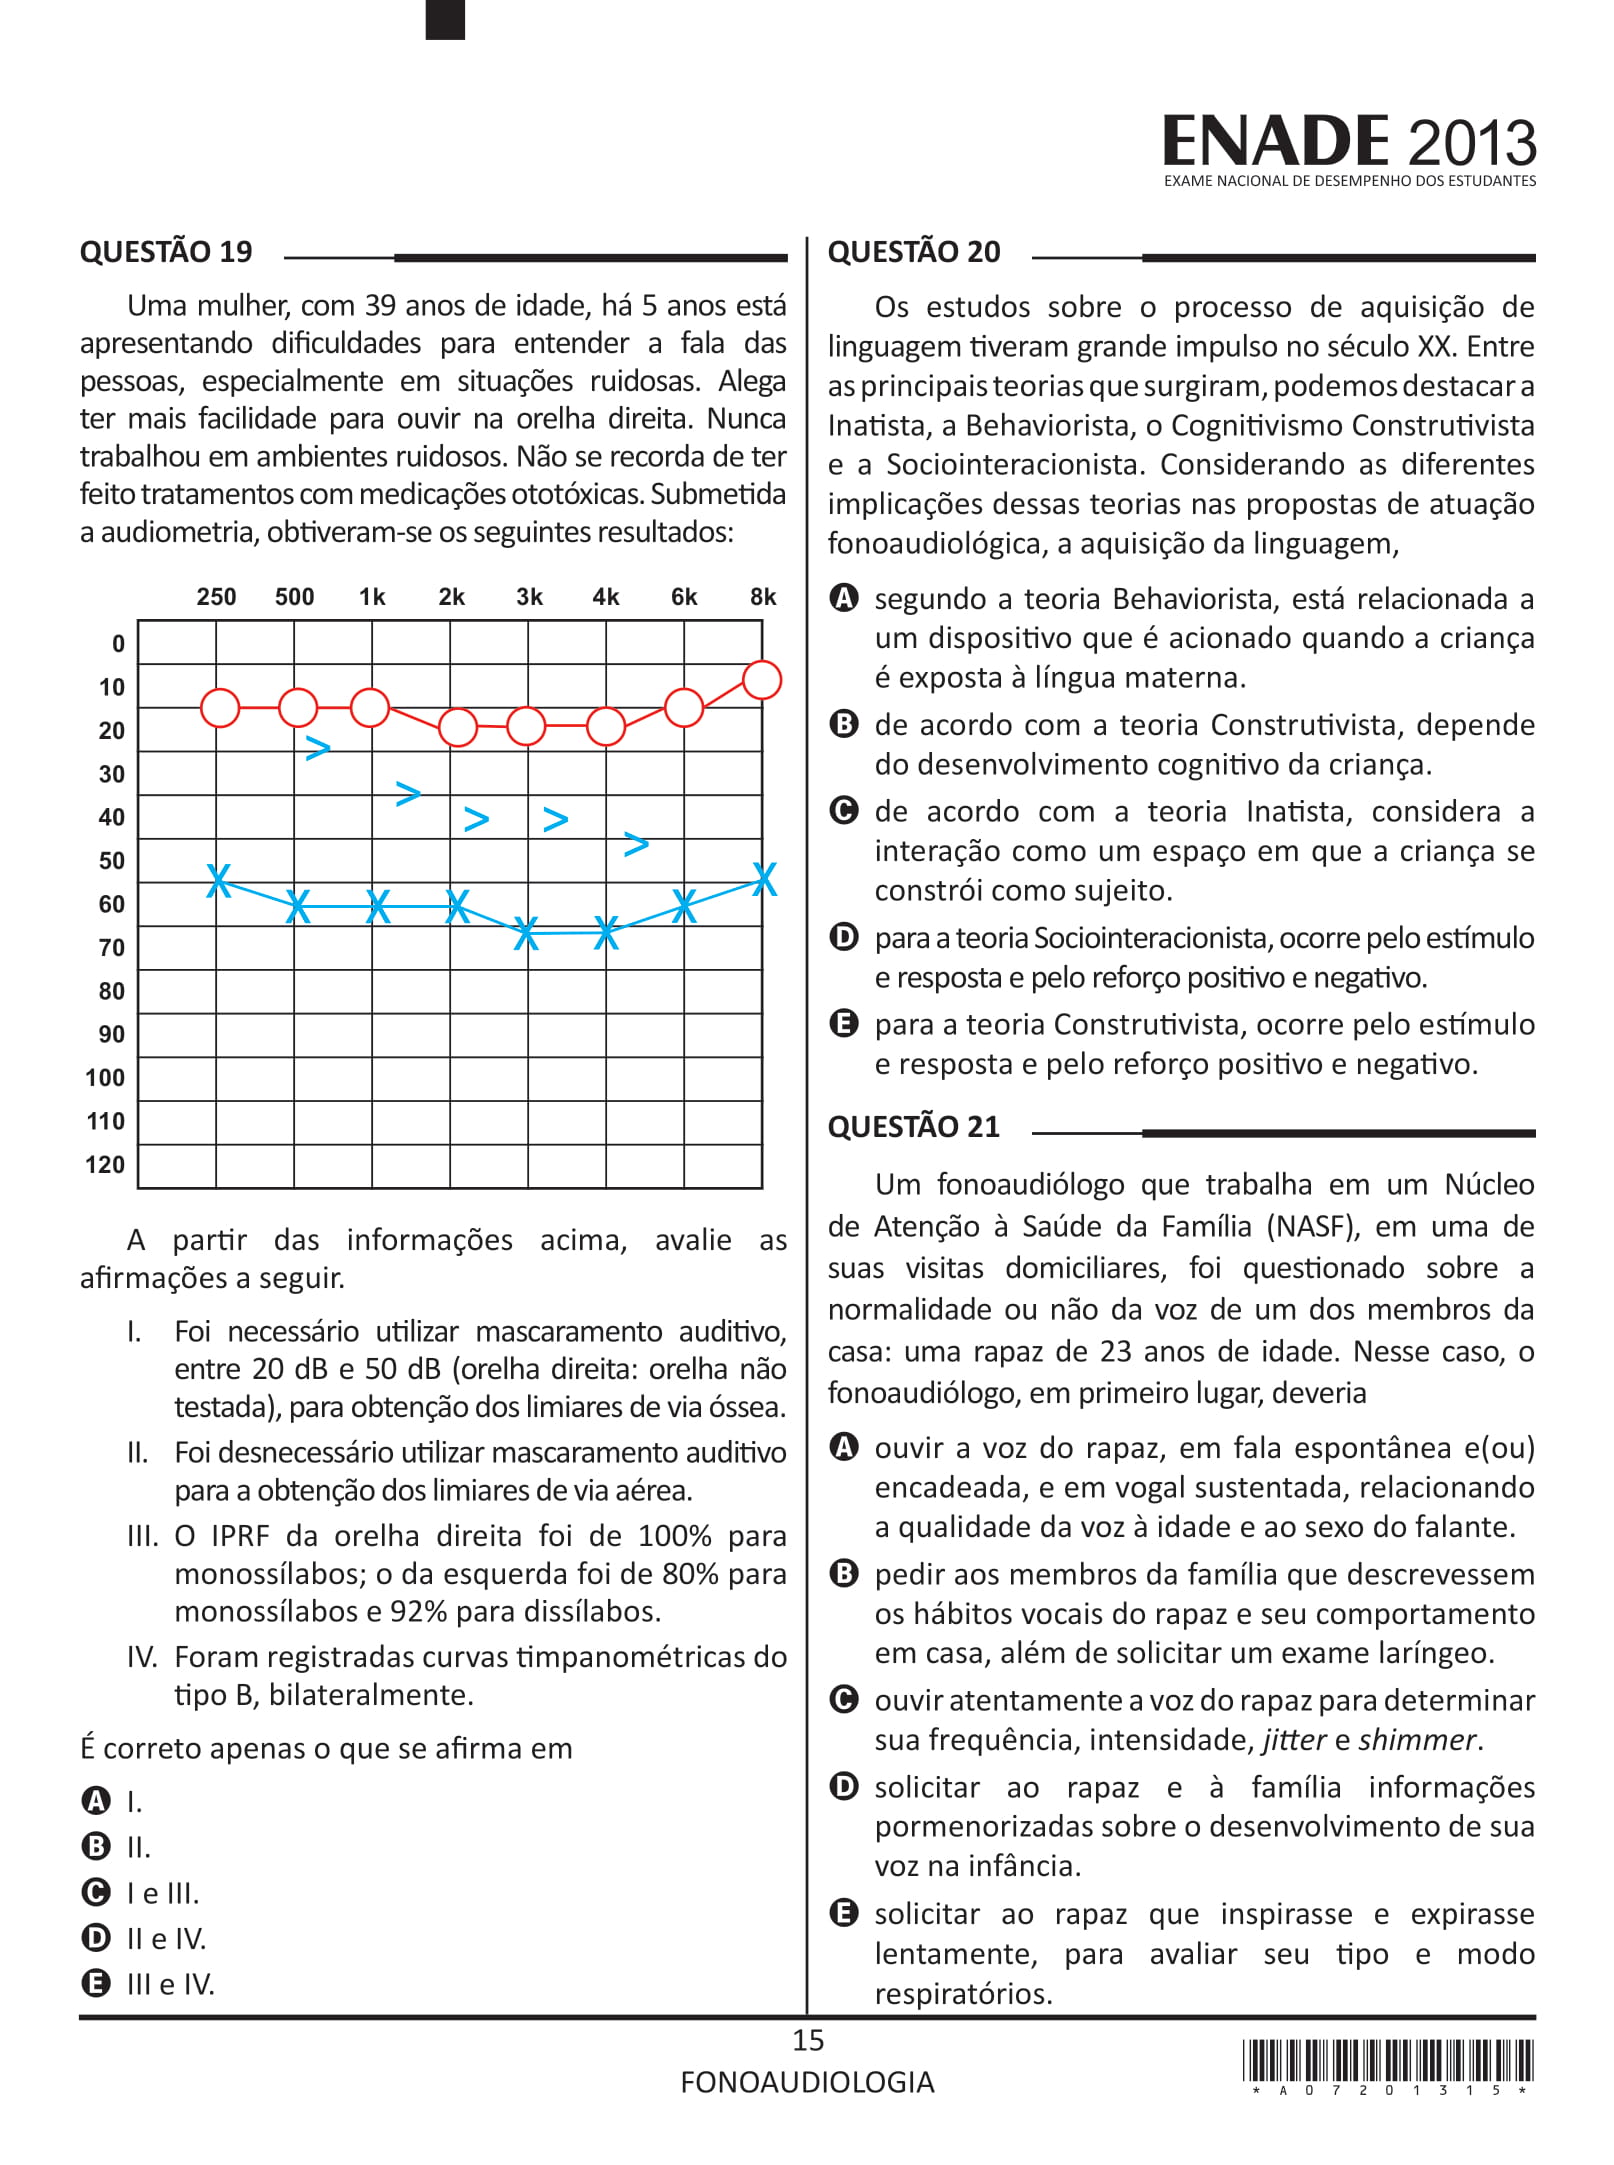 ENADE 2013
EXAME NACIONAL DE DESEMPENHO DOS ESTUDANTES
QUESTÃO 19
Uma mulher, com 39 anos de idade, há 5 anos está
apresentando dificuldades para entender a fala das
pessoas, especialmente em situações ruidosas. Alega
ter mais facilidade para ouvir na orelha direita. Nunca
trabalhou em ambientes ruidosos. Não se recorda de ter
feito tratamentos com medicações ototóxicas. Submetida
a audiometria, obtiveram-se os seguintes resultados:
250 500 1k 2k 3k 4k 6k 8k
0
10
20
30
40
50
60
70
80
90
100
110
120
A partir das informações acima, avalie as
afirmações a seguir.
I. Foi necessário utilizar mascaramento auditivo,
entre 20 dB e 50 dB (orelha direita: orelha não
testada), para obtenção dos limiares de via óssea.
II. Foi desnecessário utilizar mascaramento auditivo
para a obtenção dos limiares de via aérea.
III. O IPRF da orelha direita foi de 100% para
monossílabos; o da esquerda foi de 80% para
monossílabos e 92% para dissílabos.
IV. Foram registradas curvas timpanométricas do
tipo B, bilateralmente.
É correto apenas o que se afirma em
A I.
B II.
C I e III.
D II e IV.
E III e IV.
QUESTÃO 20
Os estudos sobre o processo de aquisição de
linguagem tiveram grande impulso no século XX. Entre
as principais teorias que surgiram, podemos destacar a
Inatista, a Behaviorista, o Cognitivismo Construtivista
e a Sociointeracionista. Considerando as diferentes
implicações dessas teorias nas propostas de atuação
fonoaudiológica, a aquisição da linguagem,
A segundo a teoria Behaviorista, está relacionada a
um dispositivo que é acionado quando a criança
é exposta à língua materna.
B de acordo com a teoria Construtivista, depende
do desenvolvimento cognitivo da criança.
C de acordo com a teoria Inatista, considera a
interação como um espaço em que a criança se
constrói como sujeito.
D para a teoria Sociointeracionista, ocorre pelo estímulo
e resposta e pelo reforço positivo e negativo.
E para a teoria Construtivista, ocorre pelo estímulo
e resposta e pelo reforço positivo e negativo.
QUESTÃO 21
Um fonoaudiólogo que trabalha em um Núcleo
de Atenção à Saúde da Família (NASF), em uma de
suas visitas domiciliares, foi questionado sobre a
normalidade ou não da voz de um dos membros da
casa: uma rapaz de 23 anos de idade. Nesse caso, o
fonoaudiólogo, em primeiro lugar, deveria
A ouvir a voz do rapaz, em fala espontânea e(ou)
encadeada, e em vogal sustentada, relacionando
a qualidade da voz à idade e ao sexo do falante.
B pedir aos membros da família que descrevessem
os hábitos vocais do rapaz e seu comportamento
em casa, além de solicitar um exame laríngeo.
C ouvir atentamente a voz do rapaz para determinar
sua frequência, intensidade, jitter e shimmer.
D solicitar ao rapaz e à família informações
pormenorizadas sobre o desenvolvimento de sua
voz na infância.
E solicitar ao rapaz que inspirasse e expirasse
lentamente, para avaliar seu tipo e modo
respiratórios.
15
FONOAUDIOLOGIA
* A 0 7 2 0 1 3 1 5 *